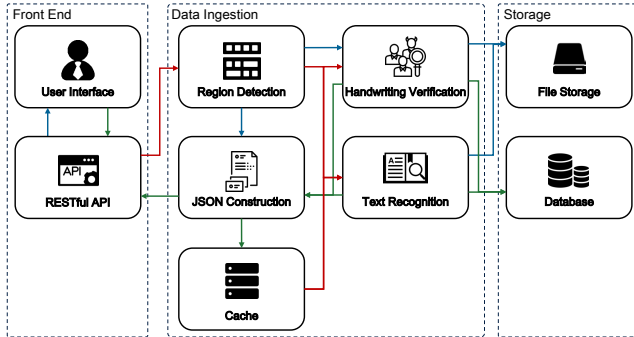 Front End
Data Ingestion
Storage
User Interface
Region Detection
Handwriting Verification
File Storage
API
RESTful API
JSON Construction
A
Text Recognition
Database
Cache